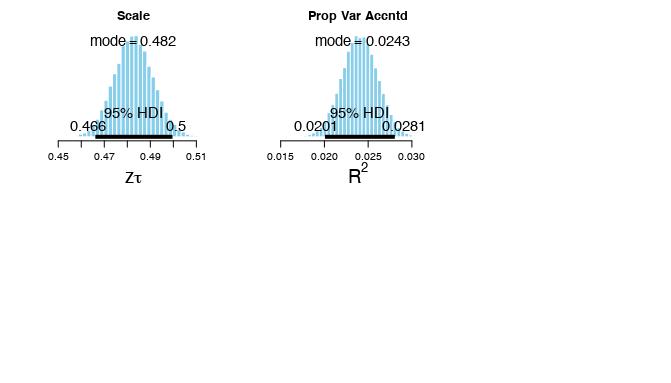 Scale
mode = 0.482
95% HDI
0.466 0.5
0.45 0.47 0.49 0.51
zτ
Prop Var Accntd
mode = 0.0243
95% HDI
0.0201 0.0281
0.015 0.020 0.025 0.030
R²